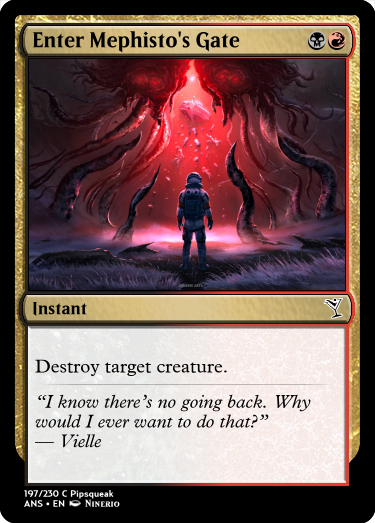 Enter Mephisto's Gate
Instant
Destroy target creature.
“I know there's no going back. Why
would I ever want to do that?”
— Vielle
197/230 C Pipsqueak
ANS • EN Ninerio